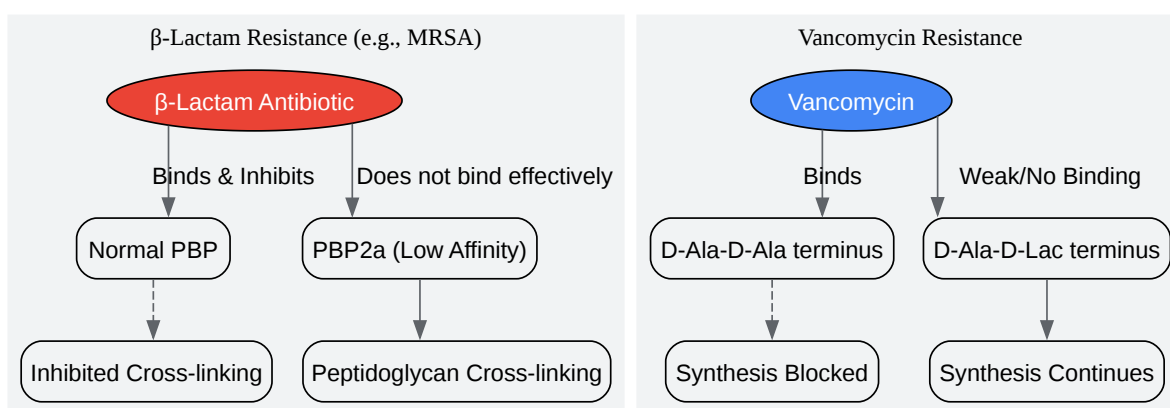 β-Lactam Resistance (e.g., MRSA)
β-Lactam Antibiotic
Binds & Inhibits
Does not bind effectively
Normal PBP
PBP2a (Low Affinity)
Inhibited Cross-linking
Peptidoglycan Cross-linking
Vancomycin Resistance
Vancomycin
Binds
Weak/No Binding
D-Ala-D-Ala terminus
D-Ala-D-Lac terminus
Synthesis Blocked
Synthesis Continues